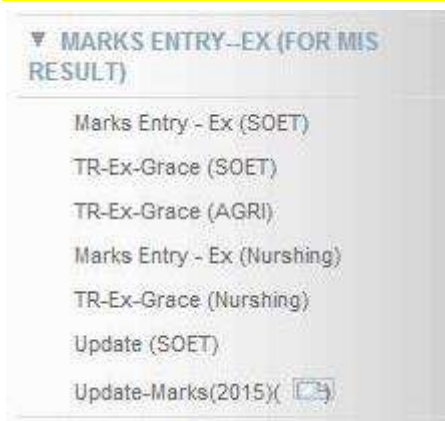 ▼ MARKS ENTRY--EX (FOR MIS
RESULT)
Marks Entry - Ex (SOET)
TR-Ex-Grace (SOET)
TR-Ex-Grace (AGRI)
Marks Entry - Ex (Nurshing)
TR-Ex-Grace (Nurshing)
Update (SOET)
Update-Marks(2015)( )